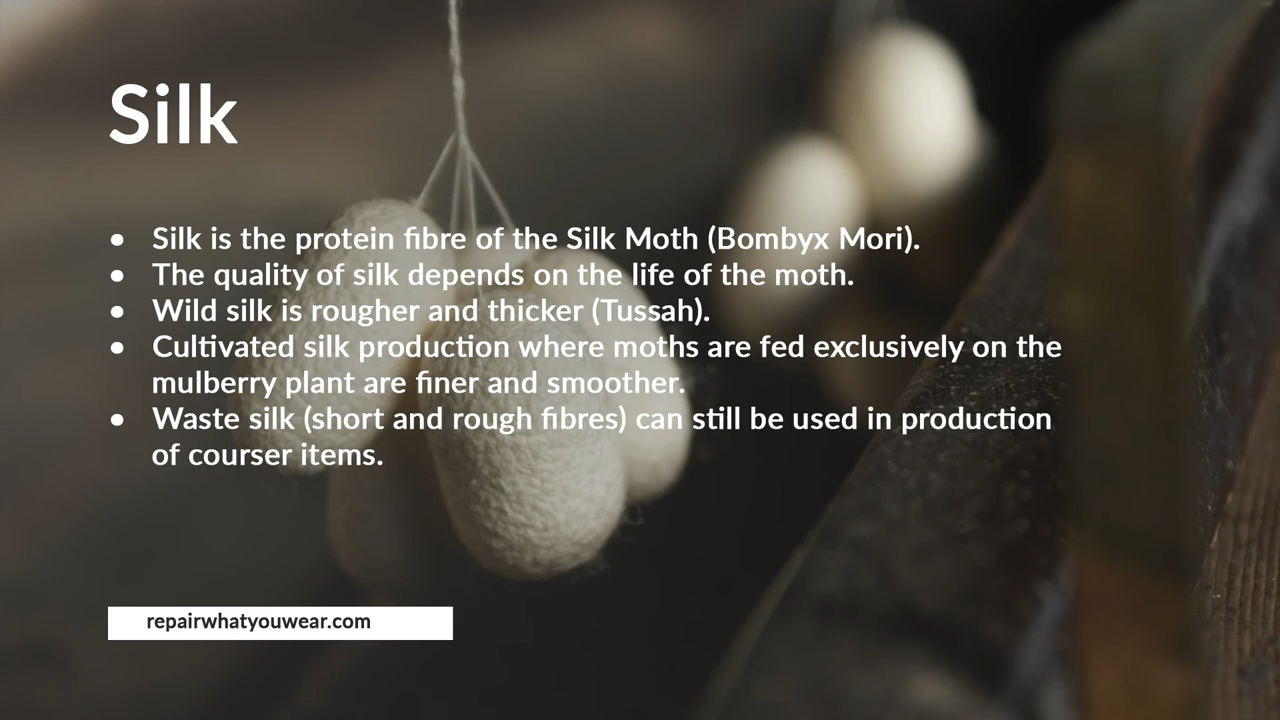 Silk
● Silk is the protein fibre of the Silk Moth (Bombyx Mori).
● The quality of silk depends on the life of the moth.
● Wild silk is rougher and thicker (Tussah).
● Cultivated silk production where moths are fed exclusively on the
mulberry plant are finer and smoother.
● Waste silk (short and rough fibres) can still be used in production
of courser items.
repairwhatyouwear.com